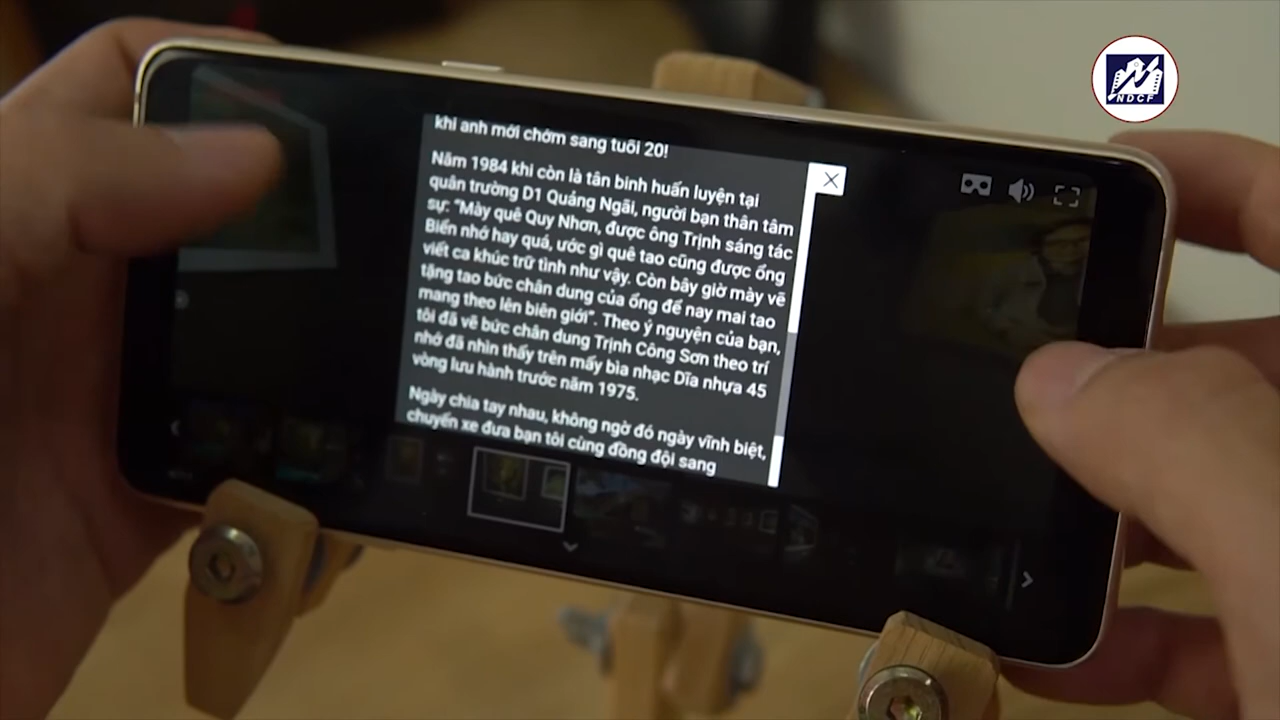 NDCF
khi anh mới chớm sang tuổi 20!
Năm 1984 khi còn là tân binh huấn luyện tại
quân trường D1 Quảng Ngãi, người bạn thân tâm
sự: “Mày quê Quy Nhơn, được ông Trịnh sáng tác
Biển nhớ hay quá, ước gì quê tao cũng được ổng
viết ca khúc trữ tình như vậy. Còn bây giờ mày vẽ
tặng tao bức chân dung của ổng để nay mai tao
mang theo lên biên giới”. Theo ý nguyện của bạn,
tôi đã vẽ bức chân dung Trịnh Công Sơn theo trí
nhớ đã nhìn thấy trên mấy bìa nhạc Dĩa nhựa 45
vòng lưu hành trước năm 1975.
Ngày chia tay nhau, không ngờ đó ngày vĩnh biệt,
chuyến xe đưa bạn tôi cùng đồng đội sang